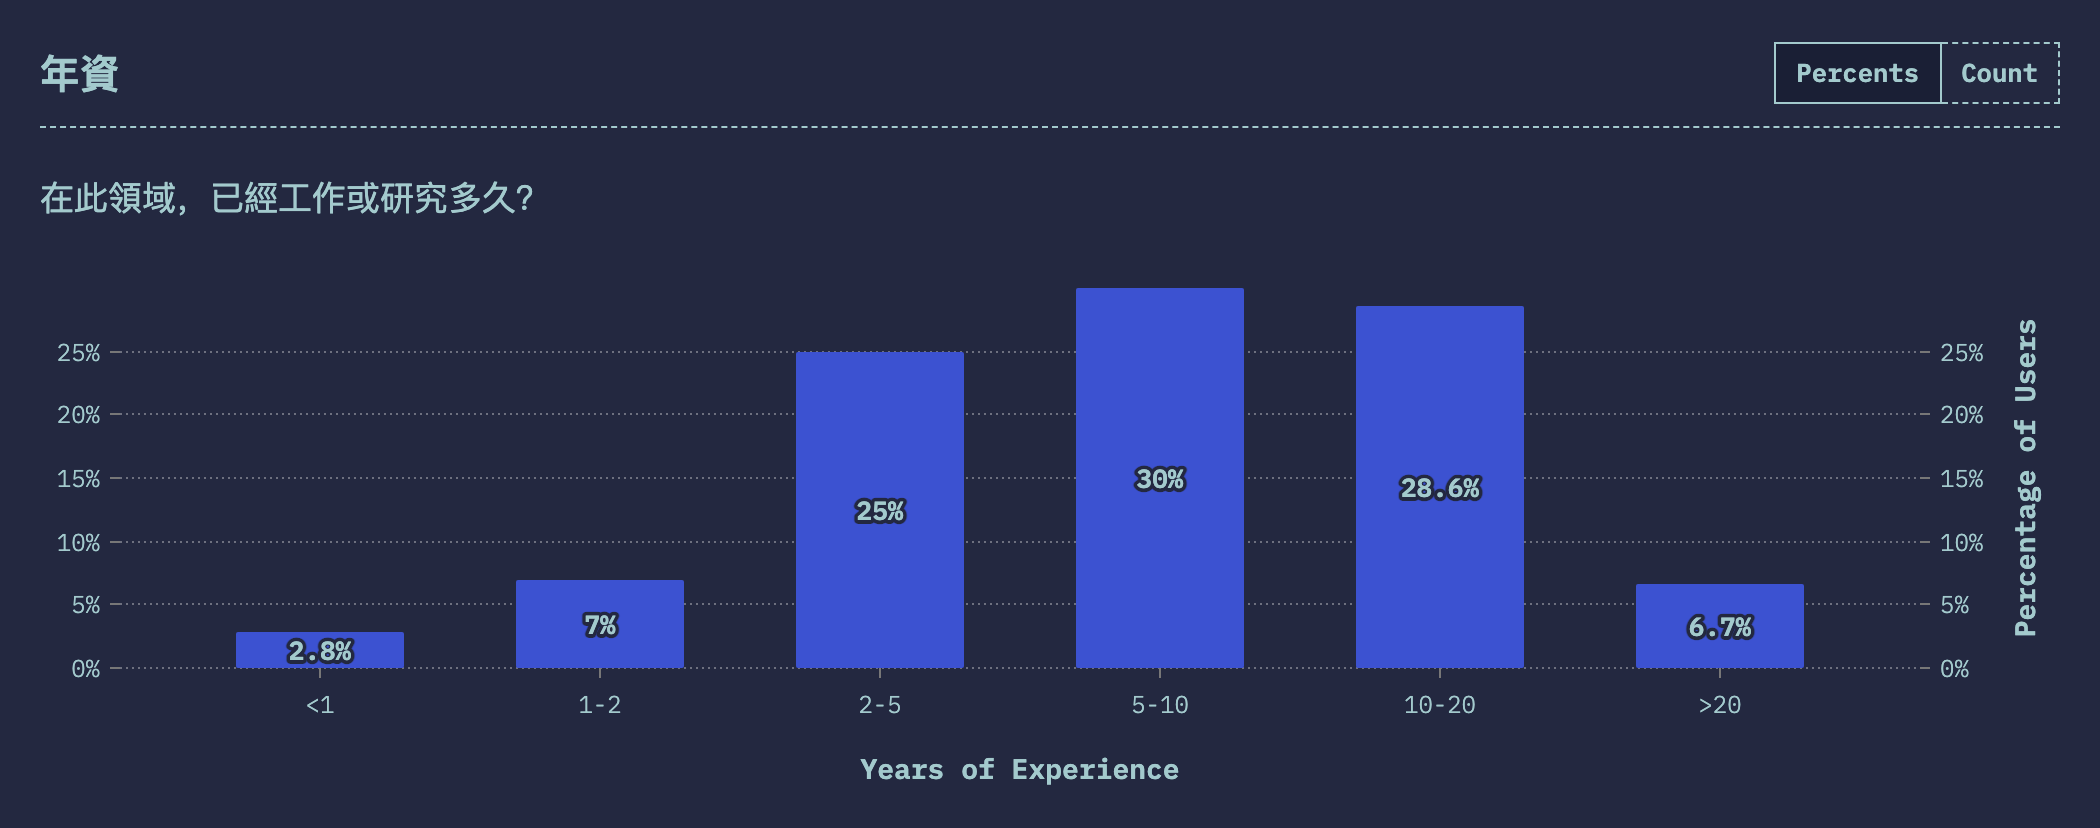 年資
Percents Count
在此領域，已經工作或研究多久？
25% 25%
20% 20%
15% 15%
10% 10%
5% 5%
0% 0%
2.8% 7% 25% 30% 28.6% 6.7%
<1 1-2 2-5 5-10 10-20 >20
Years of Experience
Percentage of Users